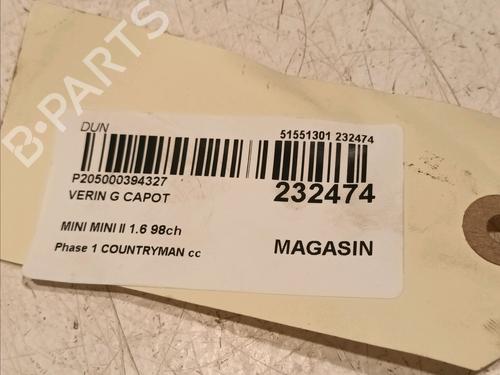 B-PARTS
DUN
51551301 232474
P205000394327
232474
VERIN G CAPOT
MINI MINI II 1.6 98ch
MAGASIN
Phase 1 COUNTRYMAN cc